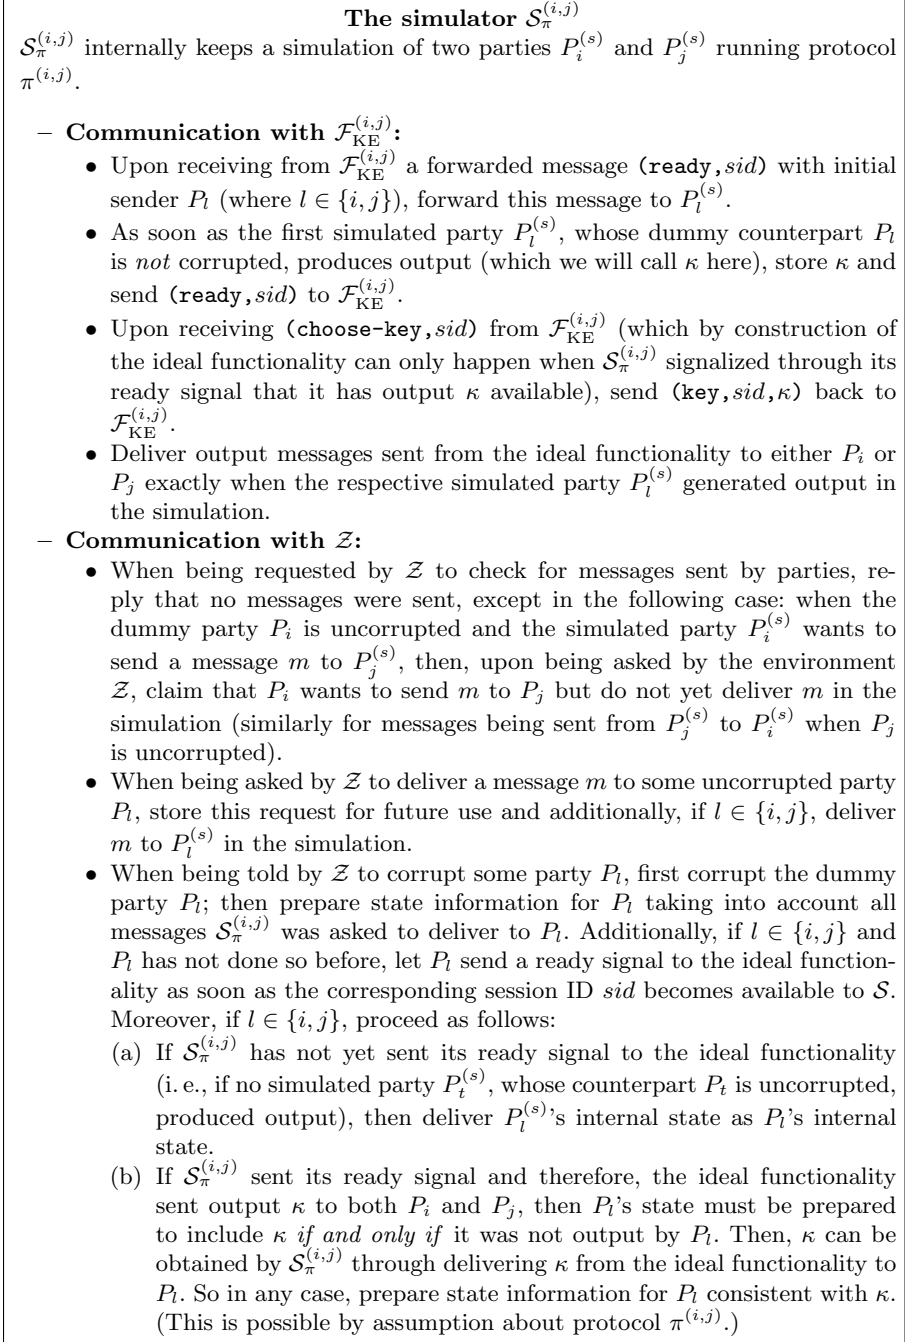 The simulator 𝒮_π^{(i,j)}
𝒮_π^{(i,j)} internally keeps a simulation of two parties P_i^{(s)} and P_j^{(s)} running protocol
π^{(i,j)}.
– Communication with ℱ_KE^{(i,j)}:
• Upon receiving from ℱ_KE^{(i,j)} a forwarded message (ready,sid) with initial
sender P_l (where l ∈ {i, j}), forward this message to P_l^{(s)}.
• As soon as the first simulated party P_l^{(s)}, whose dummy counterpart P_l
is not corrupted, produces output (which we will call κ here), store κ and
send (ready,sid) to ℱ_KE^{(i,j)}.
• Upon receiving (choose-key,sid) from ℱ_KE^{(i,j)} (which by construction of
the ideal functionality can only happen when 𝒮_π^{(i,j)} signalized through its
ready signal that it has output κ available), send (key,sid,κ) back to
ℱ_KE^{(i,j)}.
• Deliver output messages sent from the ideal functionality to either P_i or
P_j exactly when the respective simulated party P_l^{(s)} generated output in
the simulation.
– Communication with 𝒵:
• When being requested by 𝒵 to check for messages sent by parties, re-
ply that no messages were sent, except in the following case: when the
dummy party P_i is uncorrupted and the simulated party P_i^{(s)} wants to
send a message m to P_j^{(s)}, then, upon being asked by the environment
𝒵, claim that P_i wants to send m to P_j but do not yet deliver m in the
simulation (similarly for messages being sent from P_j^{(s)} to P_i^{(s)} when P_j
is uncorrupted).
• When being asked by 𝒵 to deliver a message m to some uncorrupted party
P_l, store this request for future use and additionally, if l ∈ {i, j}, deliver
m to P_l^{(s)} in the simulation.
• When being told by 𝒵 to corrupt some party P_l, first corrupt the dummy
party P_l; then prepare state information for P_l taking into account all
messages 𝒮_π^{(i,j)} was asked to deliver to P_l. Additionally, if l ∈ {i, j} and
P_l has not done so before, let P_l send a ready signal to the ideal function-
ality as soon as the corresponding session ID sid becomes available to 𝒮.
Moreover, if l ∈ {i, j}, proceed as follows:
(a) If 𝒮_π^{(i,j)} has not yet sent its ready signal to the ideal functionality
(i. e., if no simulated party P_t^{(s)}, whose counterpart P_t is uncorrupted,
produced output), then deliver P_l^{(s)}'s internal state as P_l's internal
state.
(b) If 𝒮_π^{(i,j)} sent its ready signal and therefore, the ideal functionality
sent output κ to both P_i and P_j, then P_l's state must be prepared
to include κ if and only if it was not output by P_l. Then, κ can be
obtained by 𝒮_π^{(i,j)} through delivering κ from the ideal functionality to
P_l. So in any case, prepare state information for P_l consistent with κ.
(This is possible by assumption about protocol π^{(i,j)}.)